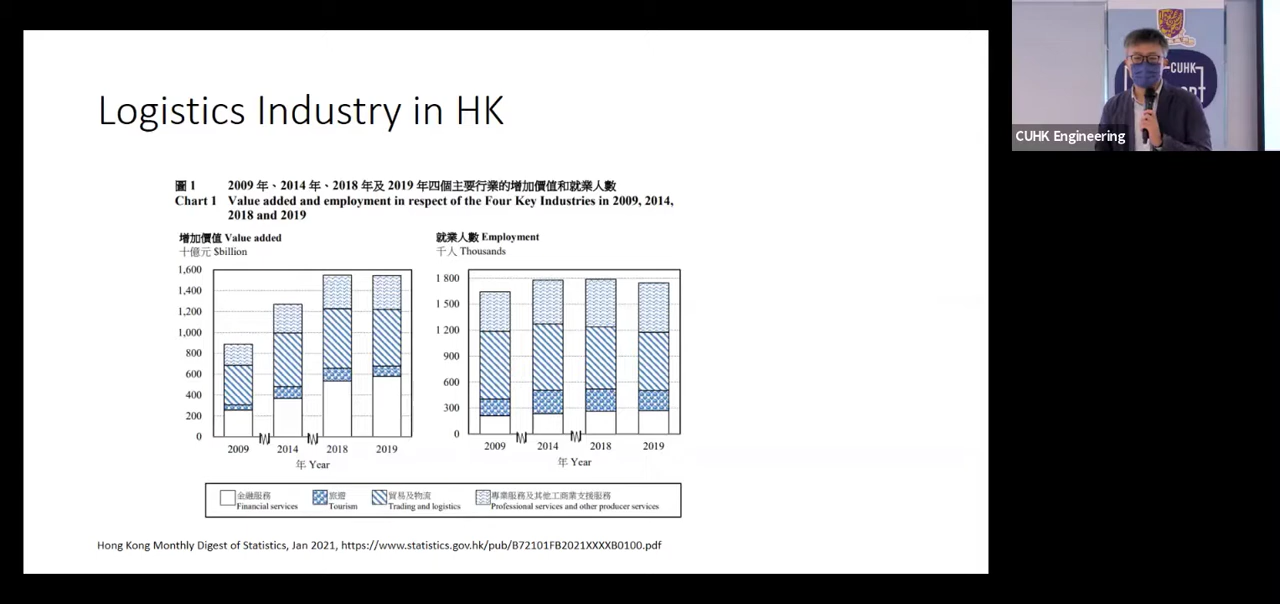 Logistics Industry in HK
圖 1 2009 年、2014 年、2018 年及 2019 年四個主要行業的增加價值和就業人數
Chart 1 Value added and employment in respect of the Four Key Industries in 2009, 2014,
2018 and 2019
增加價值 Value added
十億元 $billion
1,600
1,400
1,200
1,000
800
600
400
200
0
2009 2014 2018 2019
年 Year
就業人數 Employment
千人 Thousands
1 800
1 500
1 200
900
600
300
0
2009 2014 2018 2019
年 Year
金融服務 旅遊 貿易及物流 專業服務及其他工商業支援服務
Financial services Tourism Trading and logistics Professional services and other producer services
Hong Kong Monthly Digest of Statistics, Jan 2021, https://www.statistics.gov.hk/pub/B72101FB2021XXXXB0100.pdf
CUHK
CUHK Engineering